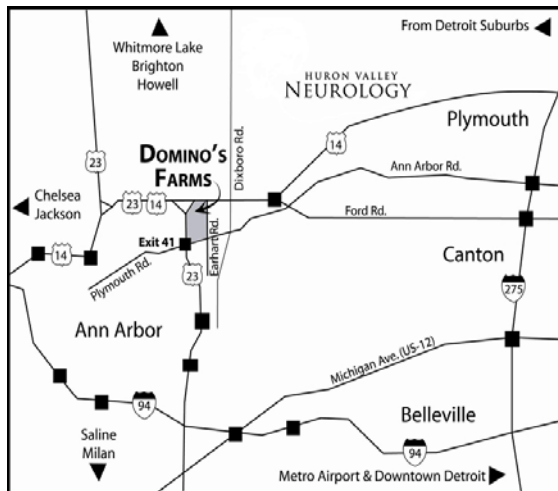 From Detroit Suburbs
Whitmore Lake
Brighton
Howell
HURON VALLEY
NEUROLOGY
Plymouth
14
Ann Arbor Rd.
Dixboro Rd.
DOMINO'S
FARMS
23
Chelsea
Jackson
23
14
Ford Rd.
Exit 41
Earhart Rd.
14
Plymouth Rd.
23
Canton
275
Ann Arbor
Michigan Ave. (US-12)
94
Belleville
Saline
Milan
94
Metro Airport & Downtown Detroit